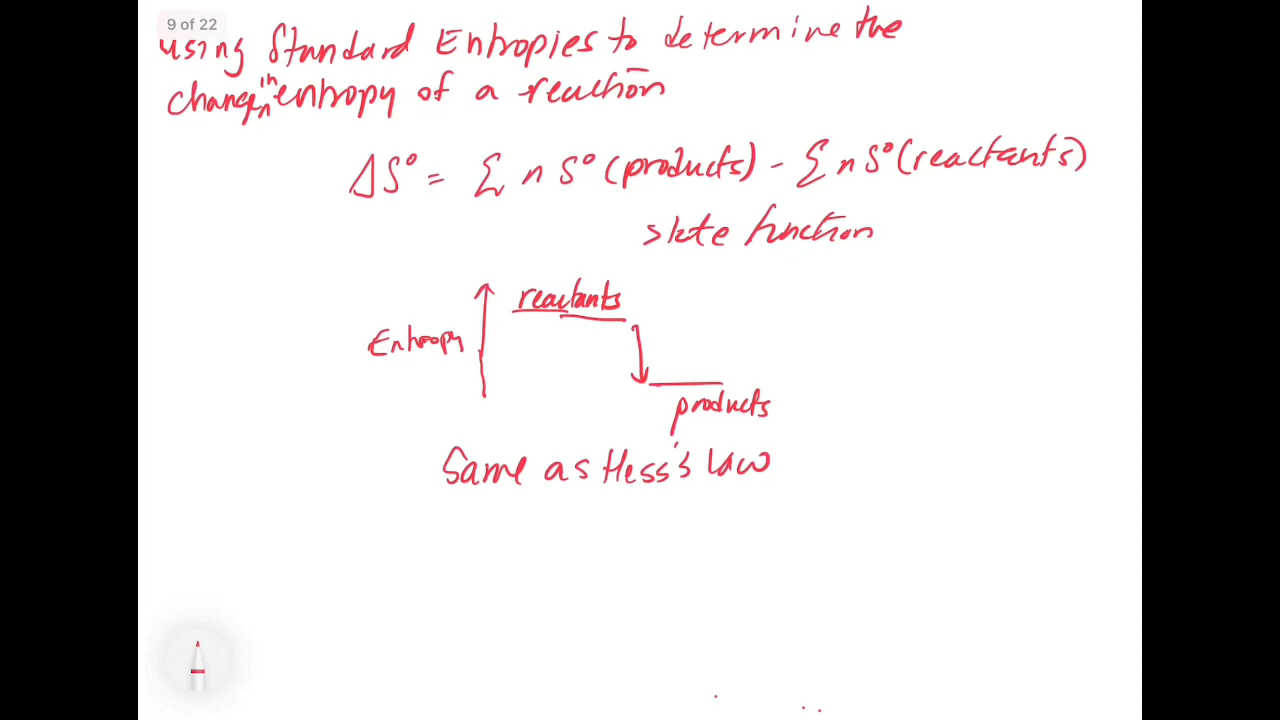 9 of 22
using Standard Entropies to determine the
change in entropy of a reaction
ΔS° = Σ n S° (products) - Σ n S° (reactants)
state function
reactants
Entropy
products
Same as Hess's Law